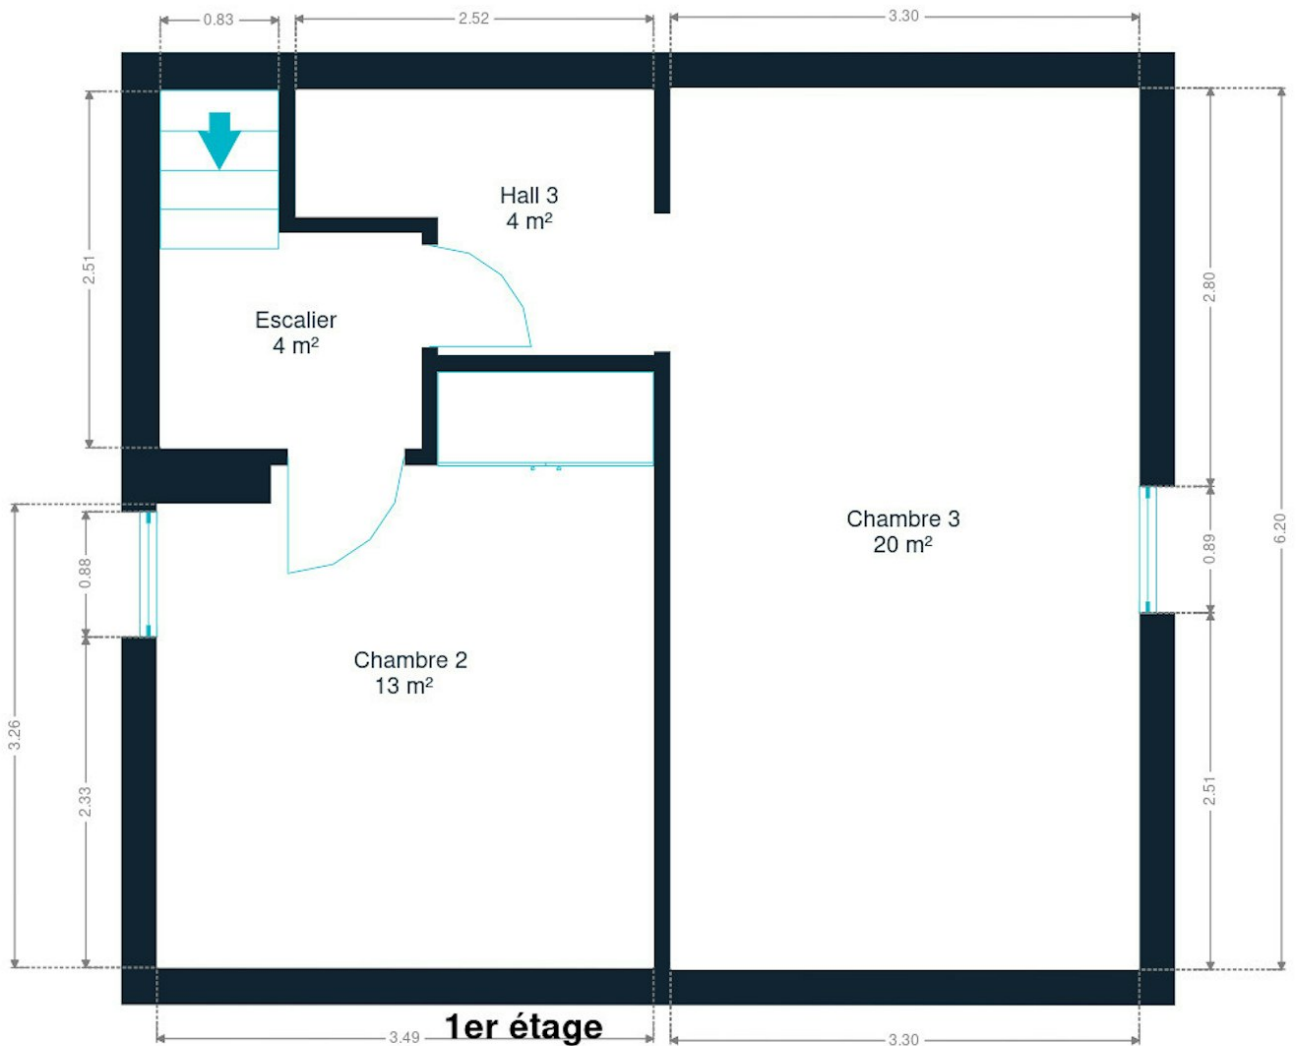 0.83
2.52
3.30
Hall 3
4 m²
2.51
2.80
Escalier
4 m²
6.20
0.88
0.89
Chambre 3
20 m²
Chambre 2
13 m²
3.26
2.33
2.51
3.49
1er étage
3.30